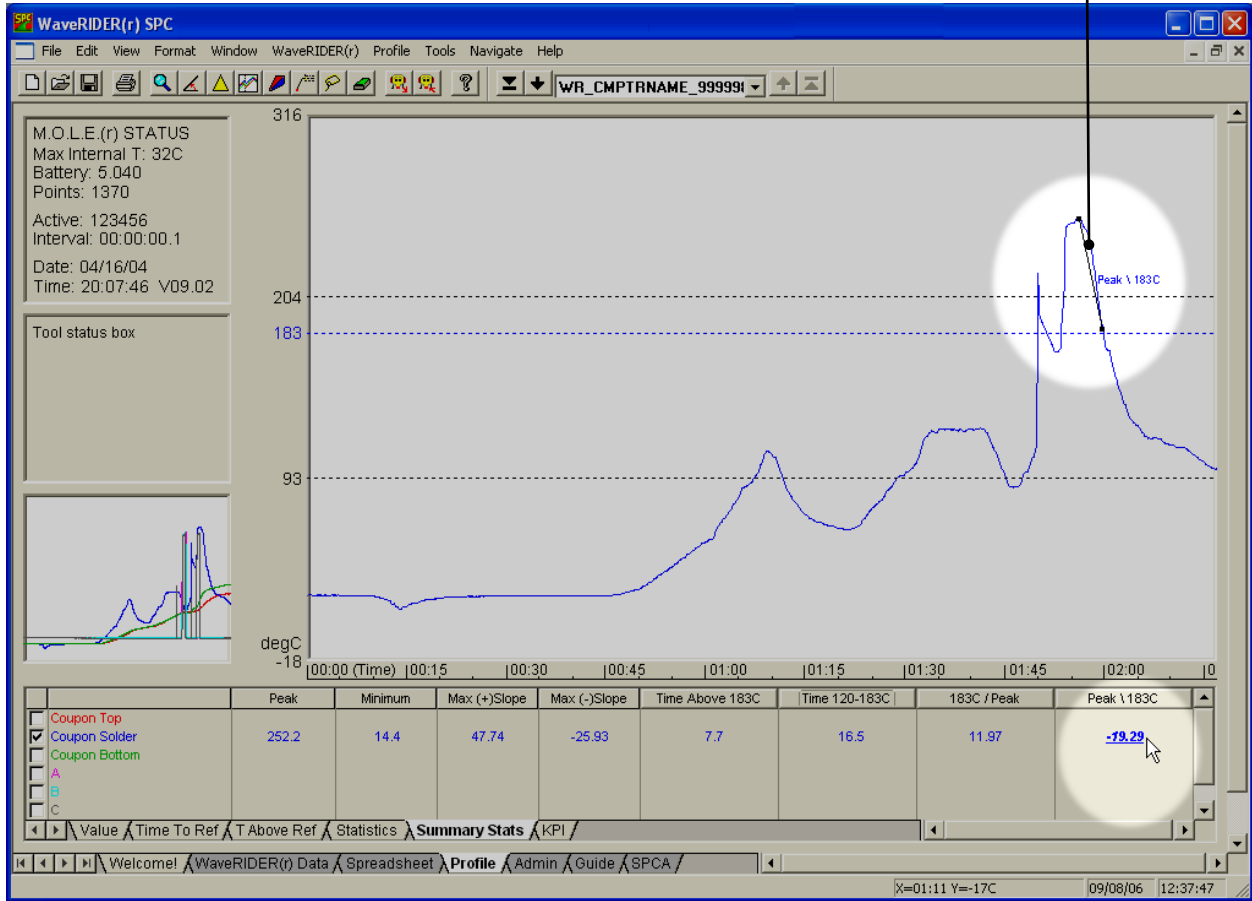 WaveRIDER(r) SPC
File Edit View Format Window WaveRIDER(r) Profile Tools Navigate Help
WR_CMPTRNAME_999998
M.O.L.E.(r) STATUS
Max Internal T: 32C
Battery: 5.040
Points: 1370
Active: 123456
Interval: 00:00:00.1
Date: 04/16/04
Time: 20:07:46 V09.02
Tool status box
316
204
183
93
degC
-18
Peak \ 183C
|00:00 (Time) |00:15 |00:30 |00:45 |01:00 |01:15 |01:30 |01:45 |02:00 |0
Peak Minimum Max (+)Slope Max (-)Slope Time Above 183C Time 120-183C 183C / Peak Peak \ 183C
Coupon Top
Coupon Solder 252.2 14.4 47.74 -25.93 7.7 16.5 11.97 -19.29
Coupon Bottom
A
B
C
Value Time To Ref T Above Ref Statistics Summary Stats KPI
Welcome! WaveRIDER(r) Data Spreadsheet Profile Admin Guide SPCA
X=01:11 Y=-17C 09/08/06 12:37:47